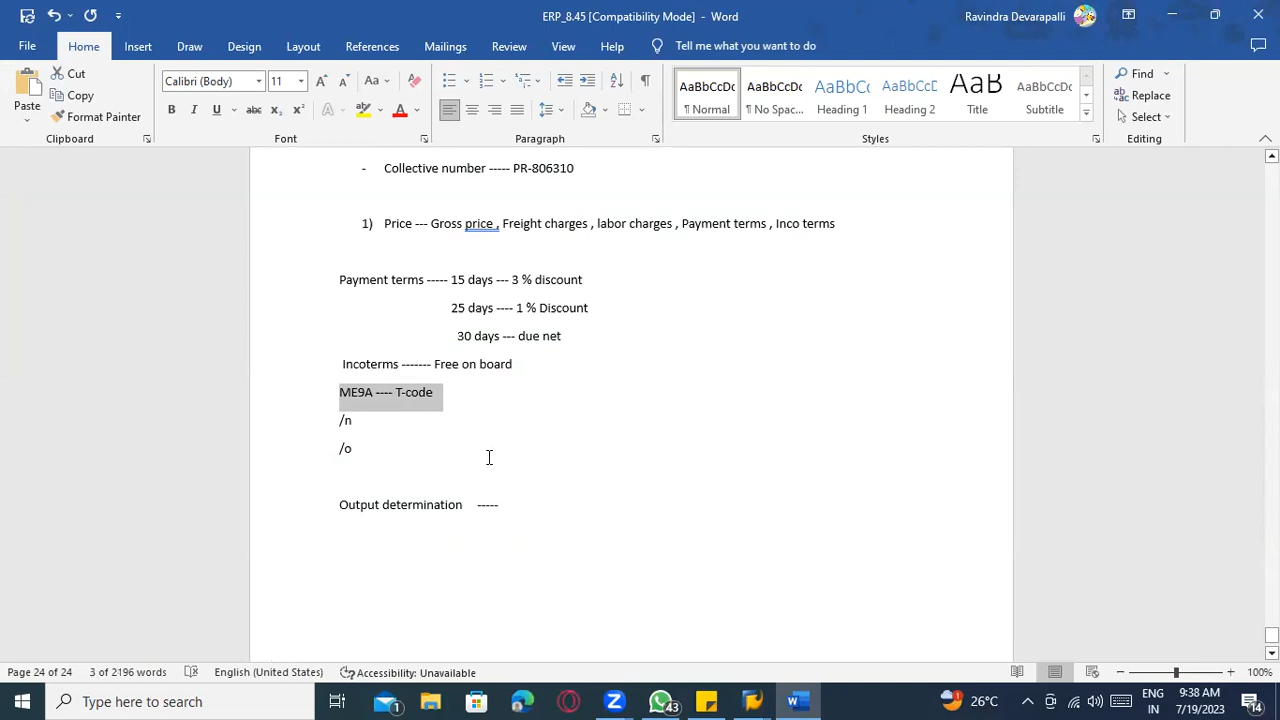 ERP_8.45 [Compatibility Mode] - Word
Ravindra Devarapalli
File Home Insert Draw Design Layout References Mailings Review View Help Tell me what you want to do
Paste
Cut
Copy
Format Painter
Clipboard
Calibri (Body) 11
Font
Paragraph
AaBbCcDc ¶ Normal
AaBbCcDc ¶ No Spac...
AaBbCc Heading 1
AaBbCcC Heading 2
AaB Title
AaBbCcD Subtitle
Styles
Find
Replace
Select
Editing
- Collective number ----- PR-806310
1) Price --- Gross price , Freight charges , labor charges , Payment terms , Inco terms
Payment terms ----- 15 days --- 3 % discount
25 days ---- 1 % Discount
30 days --- due net
Incoterms ------- Free on board
ME9A ---- T-code
/n
/o
Output determination -----
Page 24 of 24 3 of 2196 words English (United States) Accessibility: Unavailable 100%
Type here to search
1
43
26°C
ENG
IN
9:38 AM
7/19/2023
14